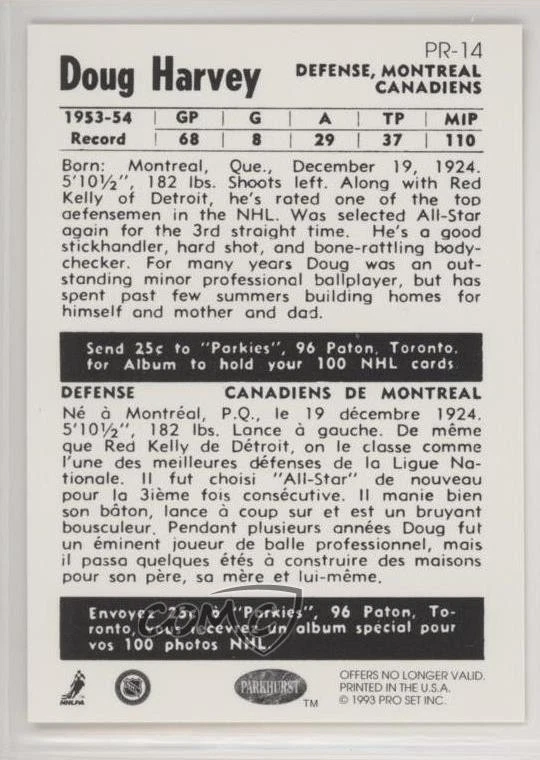 PR-14
Doug Harvey
DEFENSE, MONTREAL
CANADIENS
1953-54 | GP | G | A | TP | MIP
Record | 68 | 8 | 29 | 37 | 110
Born: Montreal, Que., December 19, 1924.
5'10½", 182 lbs. Shoots left. Along with Red
Kelly of Detroit, he's rated one of the top
aefensemen in the NHL. Was selected All-Star
again for the 3rd straight time. He's a good
stickhandler, hard shot, and bone-rattling body-
checker. For many years Doug was an out-
standing minor professional ballplayer, but has
spent past few summers building homes for
himself and mother and dad.
Send 25c to "Parkies", 96 Paton, Toronto.
for Album to hold your 100 NHL cards
DEFENSE CANADIENS DE MONTREAL
Né à Montréal, P.Q., le 19 décembre 1924.
5'10½", 182 lbs. Lance à gauche. De même
que Red Kelly de Détroit, on le classe comme
l'une des meilleures défenses de la Ligue Na-
tionale. Il fut choisi "All-Star" de nouveau
pour la 3ième fois consécutive. Il manie bien
son bâton, lance à coup sur et est un bruyant
bousculeur. Pendant plusieurs années Doug fut
un éminent joueur de balle professionnel, mais
il passa quelques étés à construire des maisons
pour son père, sa mère et lui-même.
Envoyez 25c à "Parkies", 96 Paton, To-
ronto, vous recevrez un album spécial pour
vos 100 photos NHL.
COMC
NHLPA
NHL
PARKHURST
TM
OFFERS NO LONGER VALID.
PRINTED IN THE U.S.A.
© 1993 PRO SET INC.